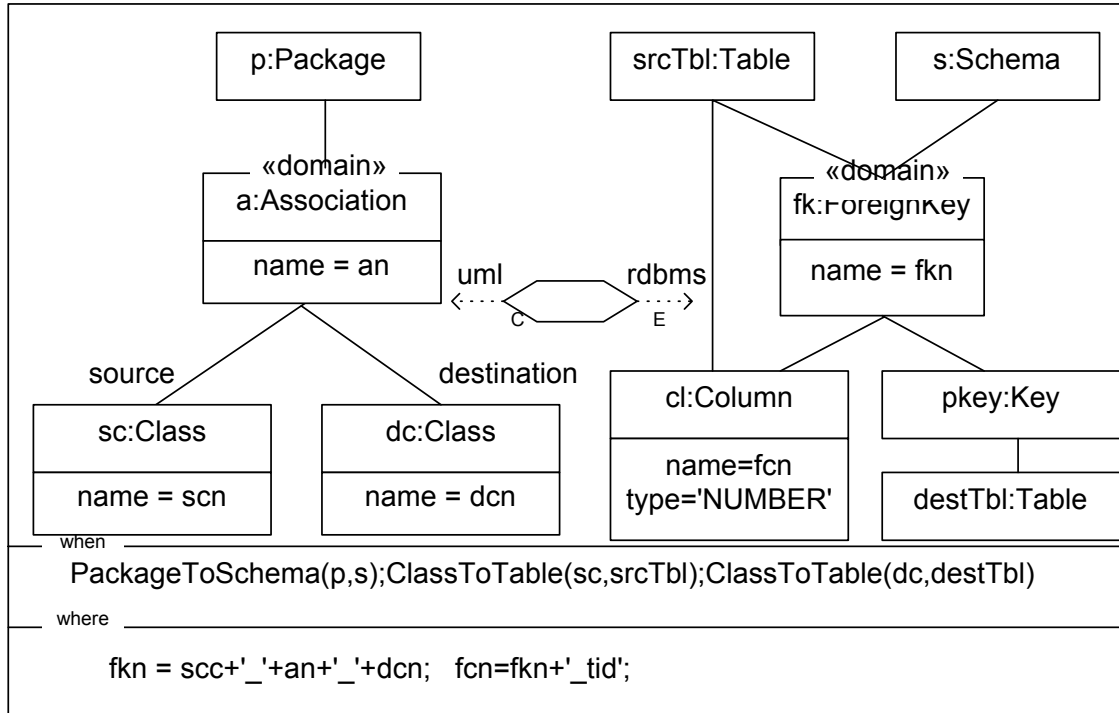 p:Package
srcTbl:Table
s:Schema
«domain»
a:Association
name = an
«domain»
fk:ForeignKey
name = fkn
uml
rdbms
C
E
source
destination
sc:Class
name = scn
dc:Class
name = dcn
cl:Column
name=fcn
type='NUMBER'
pkey:Key
destTbl:Table
when
PackageToSchema(p,s);ClassToTable(sc,srcTbl);ClassToTable(dc,destTbl)
where
fkn = scc+'_'+an+'_'+dcn;   fcn=fkn+'_tid';